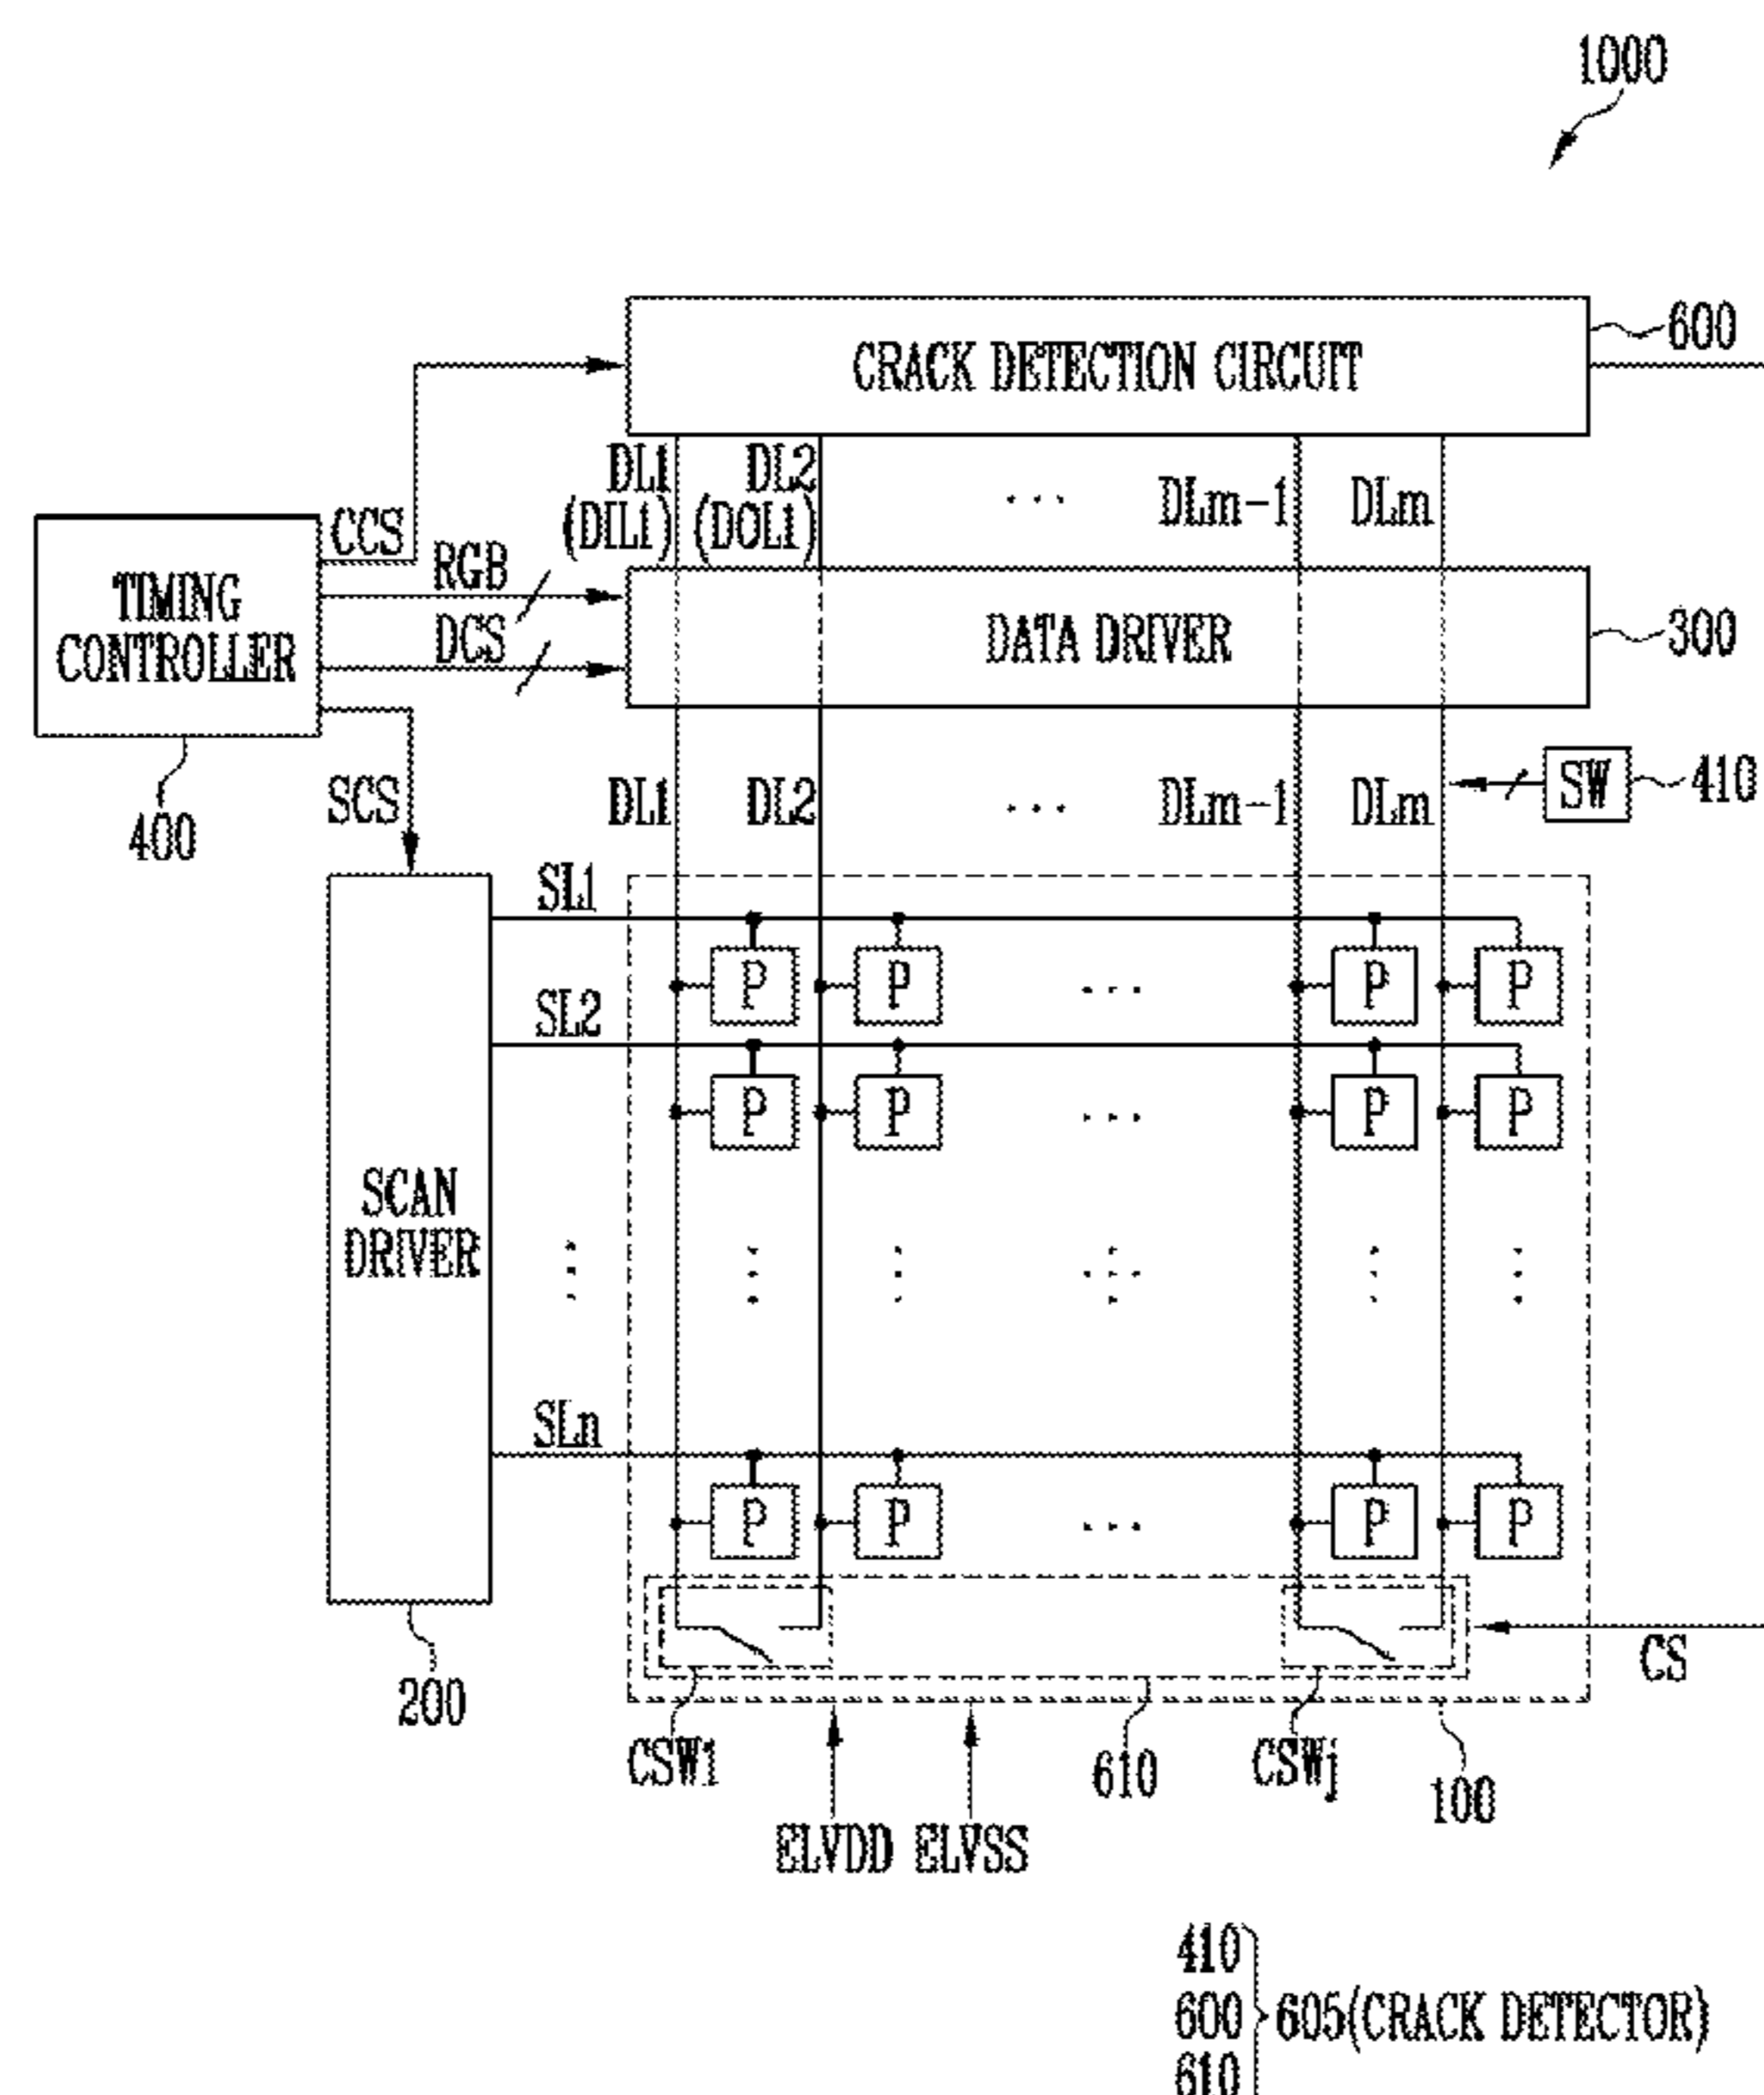 1000
CRACK DETECTION CIRCUIT
600
DL1 DL2 ... DLm-1 DLm
(DIL1) (DOL1)
CCS
RGB
DCS
TIMING
CONTROLLER
400
SCS
DATA DRIVER
300
DL1 DL2 ... DLm-1 DLm
SW 410
SL1
P P ... P P
SL2
P P ... P P
SCAN
DRIVER
SLn
P P ... P P
200
CS
CSW1
610
CSWj
100
ELVDD ELVSS
410
600
610
605(CRACK DETECTOR)